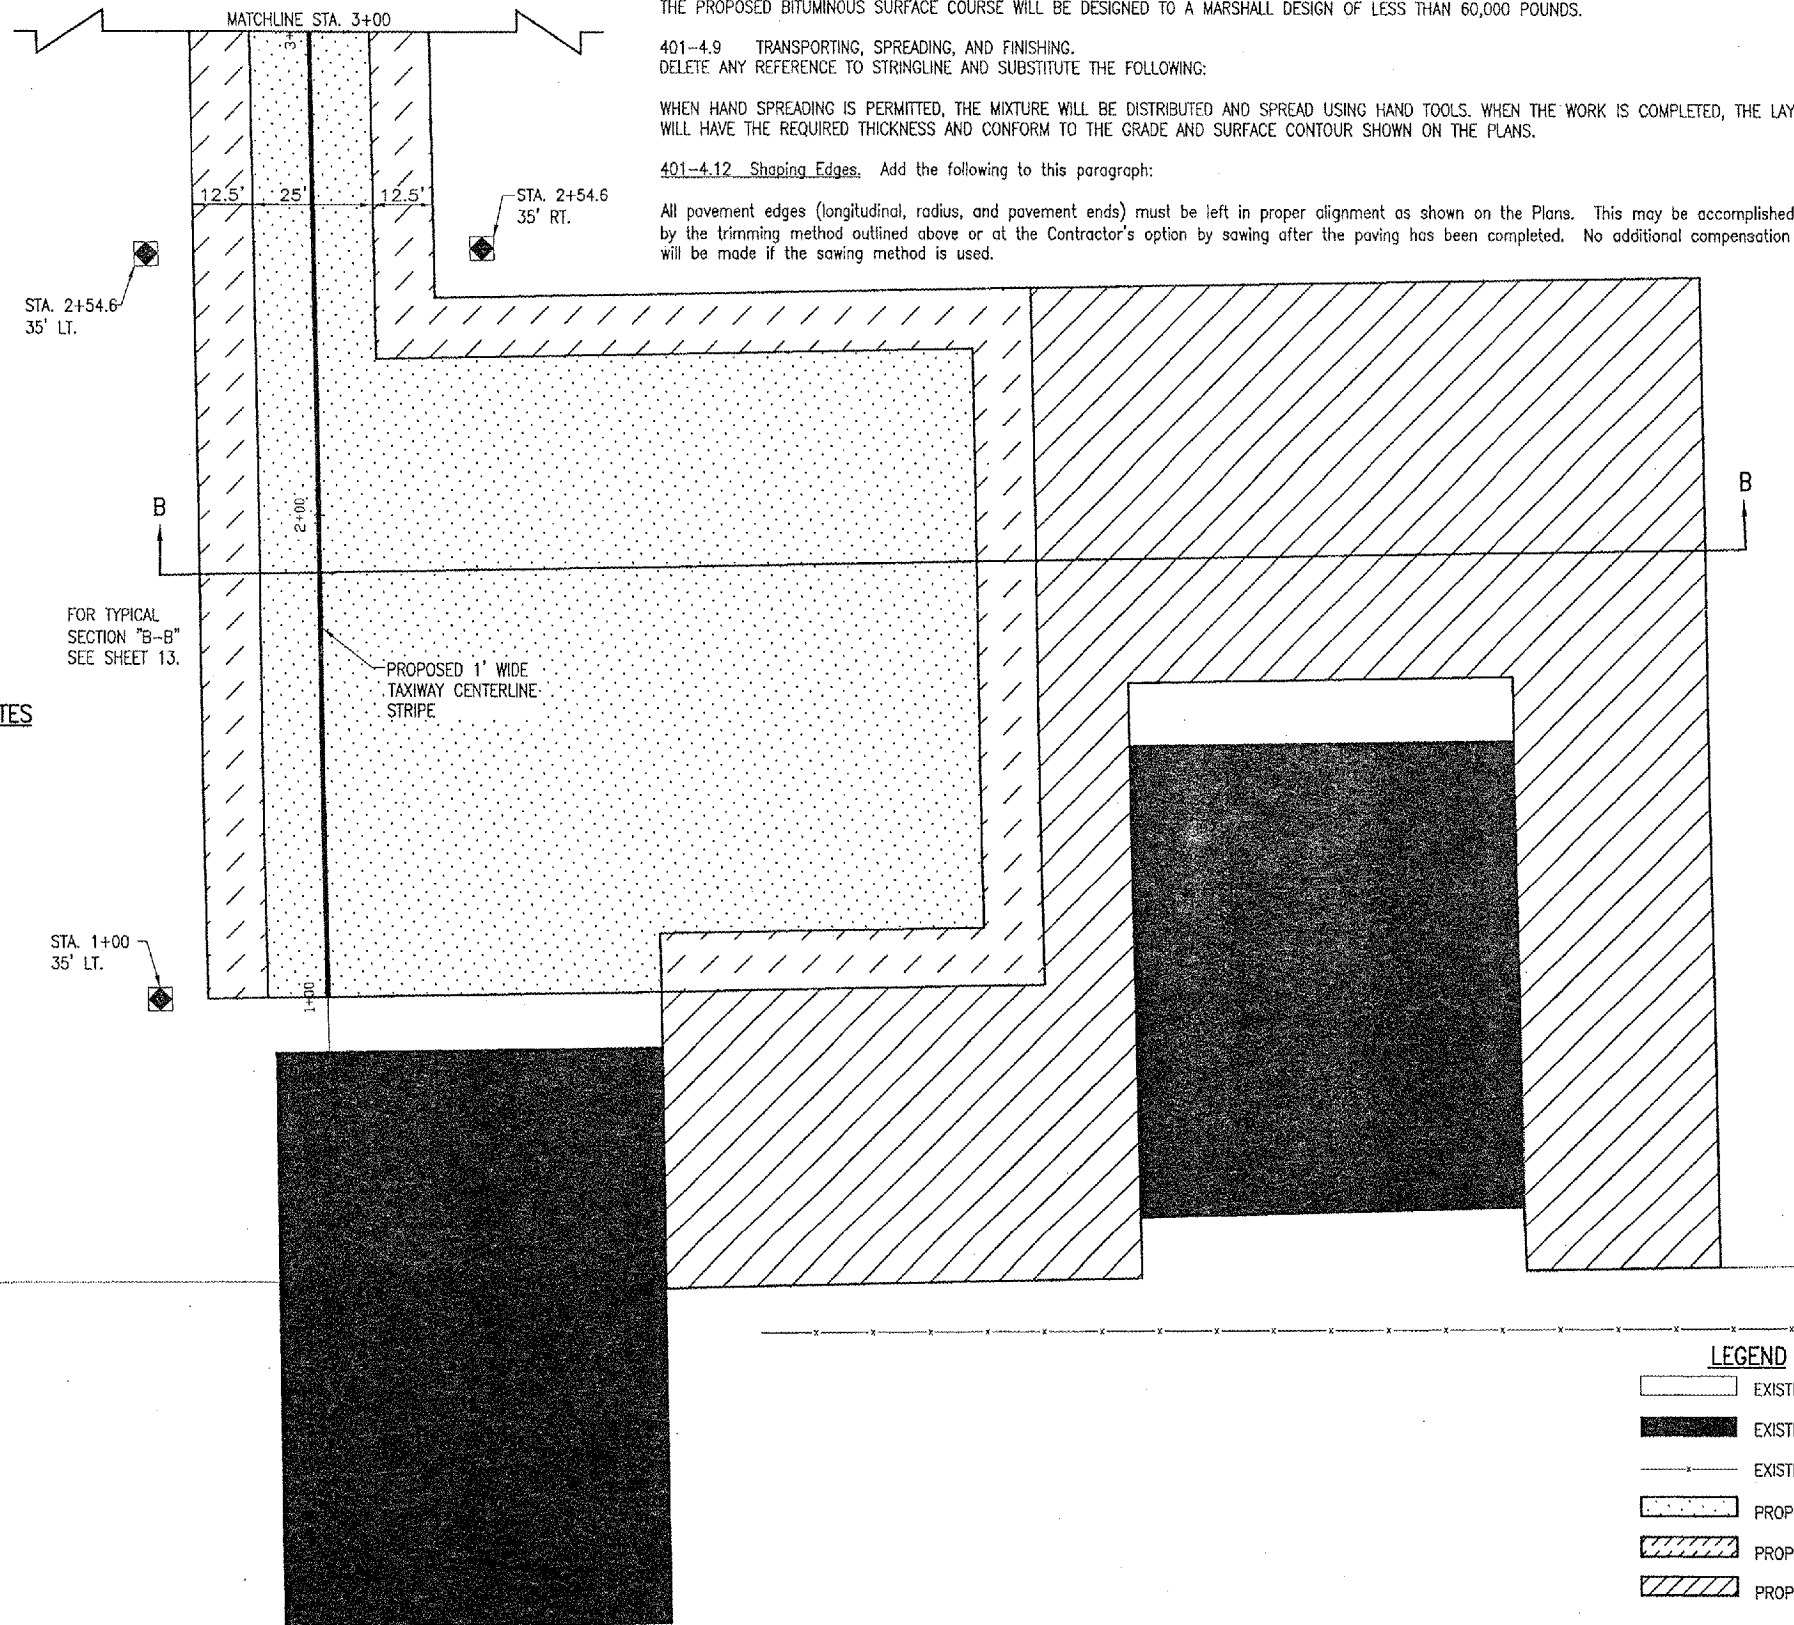 THE PROPOSED BITUMINOUS SURFACE COURSE WILL BE DESIGNED TO A MARSHALL DESIGN OF LESS THAN 60,000 POUNDS.
401-4.9 TRANSPORTING, SPREADING, AND FINISHING.
DELETE ANY REFERENCE TO STRINGLINE AND SUBSTITUTE THE FOLLOWING:
WHEN HAND SPREADING IS PERMITTED, THE MIXTURE WILL BE DISTRIBUTED AND SPREAD USING HAND TOOLS. WHEN THE WORK IS COMPLETED, THE LAY
WILL HAVE THE REQUIRED THICKNESS AND CONFORM TO THE GRADE AND SURFACE CONTOUR SHOWN ON THE PLANS.
401-4.12 Shaping Edges. Add the following to this paragraph:
All pavement edges (longitudinal, radius, and pavement ends) must be left in proper alignment as shown on the Plans. This may be accomplished
by the trimming method outlined above or at the Contractor's option by sawing after the paving has been completed. No additional compensation
will be made if the sawing method is used.
MATCHLINE STA. 3+00
3+
12.5'
25'
12.5'
STA. 2+54.6
35' RT.
STA. 2+54.6
35' LT.
B
B
2+00
FOR TYPICAL
SECTION "B-B"
SEE SHEET 13.
PROPOSED 1' WIDE
TAXIWAY CENTERLINE
STRIPE
TES
STA. 1+00
35' LT.
1+00
LEGEND
EXIST
EXIST
EXIST
PROP
PROP
PROP